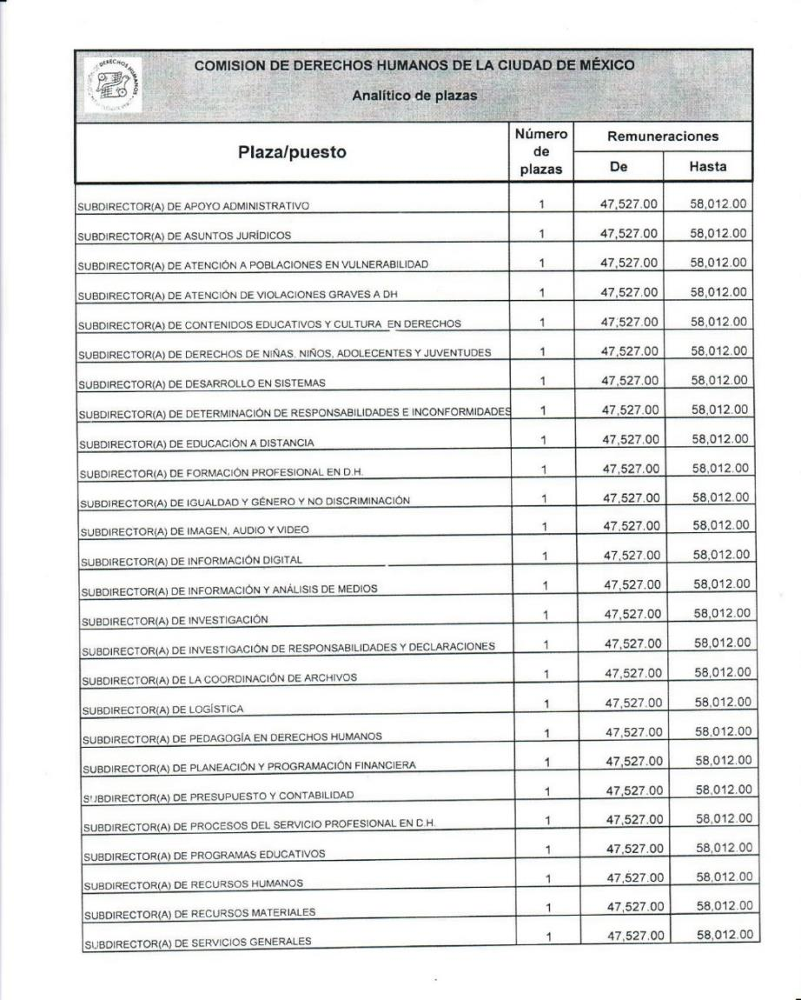 COMISION DE DERECHOS HUMANOS DE LA CIUDAD DE MÉXICO
Analítico de plazas
Plaza/puesto Número de plazas Remuneraciones
De Hasta
SUBDIRECTOR(A) DE APOYO ADMINISTRATIVO 1 47,527.00 58,012.00
SUBDIRECTOR(A) DE ASUNTOS JURÍDICOS 1 47,527.00 58,012.00
SUBDIRECTOR(A) DE ATENCIÓN A POBLACIONES EN VULNERABILIDAD 1 47,527.00 58,012.00
SUBDIRECTOR(A) DE ATENCIÓN DE VIOLACIONES GRAVES A DH 1 47,527.00 58,012.00
SUBDIRECTOR(A) DE CONTENIDOS EDUCATIVOS Y CULTURA EN DERECHOS 1 47,527.00 58,012.00
SUBDIRECTOR(A) DE DERECHOS DE NIÑAS, NIÑOS, ADOLECENTES Y JUVENTUDES 1 47,527.00 58,012.00
SUBDIRECTOR(A) DE DESARROLLO EN SISTEMAS 1 47,527.00 58,012.00
SUBDIRECTOR(A) DE DETERMINACIÓN DE RESPONSABILIDADES E INCONFORMIDADES 1 47,527.00 58,012.00
SUBDIRECTOR(A) DE EDUCACIÓN A DISTANCIA 1 47,527.00 58,012.00
SUBDIRECTOR(A) DE FORMACIÓN PROFESIONAL EN D.H. 1 47,527.00 58,012.00
SUBDIRECTOR(A) DE IGUALDAD Y GÉNERO Y NO DISCRIMINACIÓN 1 47,527.00 58,012.00
SUBDIRECTOR(A) DE IMAGEN, AUDIO Y VIDEO 1 47,527.00 58,012.00
SUBDIRECTOR(A) DE INFORMACIÓN DIGITAL 1 47,527.00 58,012.00
SUBDIRECTOR(A) DE INFORMACIÓN Y ANÁLISIS DE MEDIOS 1 47,527.00 58,012.00
SUBDIRECTOR(A) DE INVESTIGACIÓN 1 47,527.00 58,012.00
SUBDIRECTOR(A) DE INVESTIGACIÓN DE RESPONSABILIDADES Y DECLARACIONES 1 47,527.00 58,012.00
SUBDIRECTOR(A) DE LA COORDINACIÓN DE ARCHIVOS 1 47,527.00 58,012.00
SUBDIRECTOR(A) DE LOGÍSTICA 1 47,527.00 58,012.00
SUBDIRECTOR(A) DE PEDAGOGÍA EN DERECHOS HUMANOS 1 47,527.00 58,012.00
SUBDIRECTOR(A) DE PLANEACIÓN Y PROGRAMACIÓN FINANCIERA 1 47,527.00 58,012.00
SUBDIRECTOR(A) DE PRESUPUESTO Y CONTABILIDAD 1 47,527.00 58,012.00
SUBDIRECTOR(A) DE PROCESOS DEL SERVICIO PROFESIONAL EN D.H. 1 47,527.00 58,012.00
SUBDIRECTOR(A) DE PROGRAMAS EDUCATIVOS 1 47,527.00 58,012.00
SUBDIRECTOR(A) DE RECURSOS HUMANOS 1 47,527.00 58,012.00
SUBDIRECTOR(A) DE RECURSOS MATERIALES 1 47,527.00 58,012.00
SUBDIRECTOR(A) DE SERVICIOS GENERALES 1 47,527.00 58,012.00